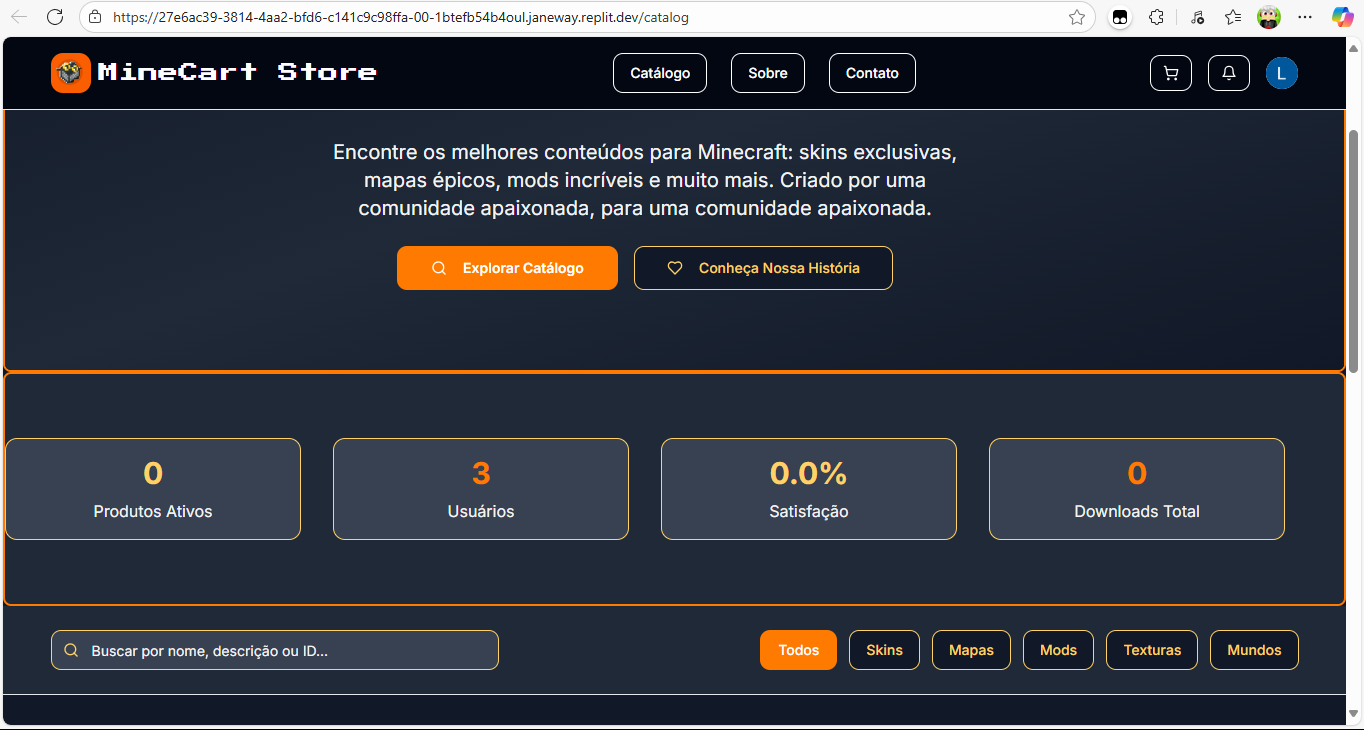 https://27e6ac39-3814-4aa2-bfd6-c141c9c98ffa-00-1btefb54b4oul.janeway.replit.dev/catalog
MineCart Store
Catálogo
Sobre
Contato
L
Encontre os melhores conteúdos para Minecraft: skins exclusivas,
mapas épicos, mods incríveis e muito mais. Criado por uma
comunidade apaixonada, para uma comunidade apaixonada.
Explorar Catálogo
Conheça Nossa História
0
Produtos Ativos
3
Usuários
0.0%
Satisfação
0
Downloads Total
Buscar por nome, descrição ou ID...
Todos
Skins
Mapas
Mods
Texturas
Mundos